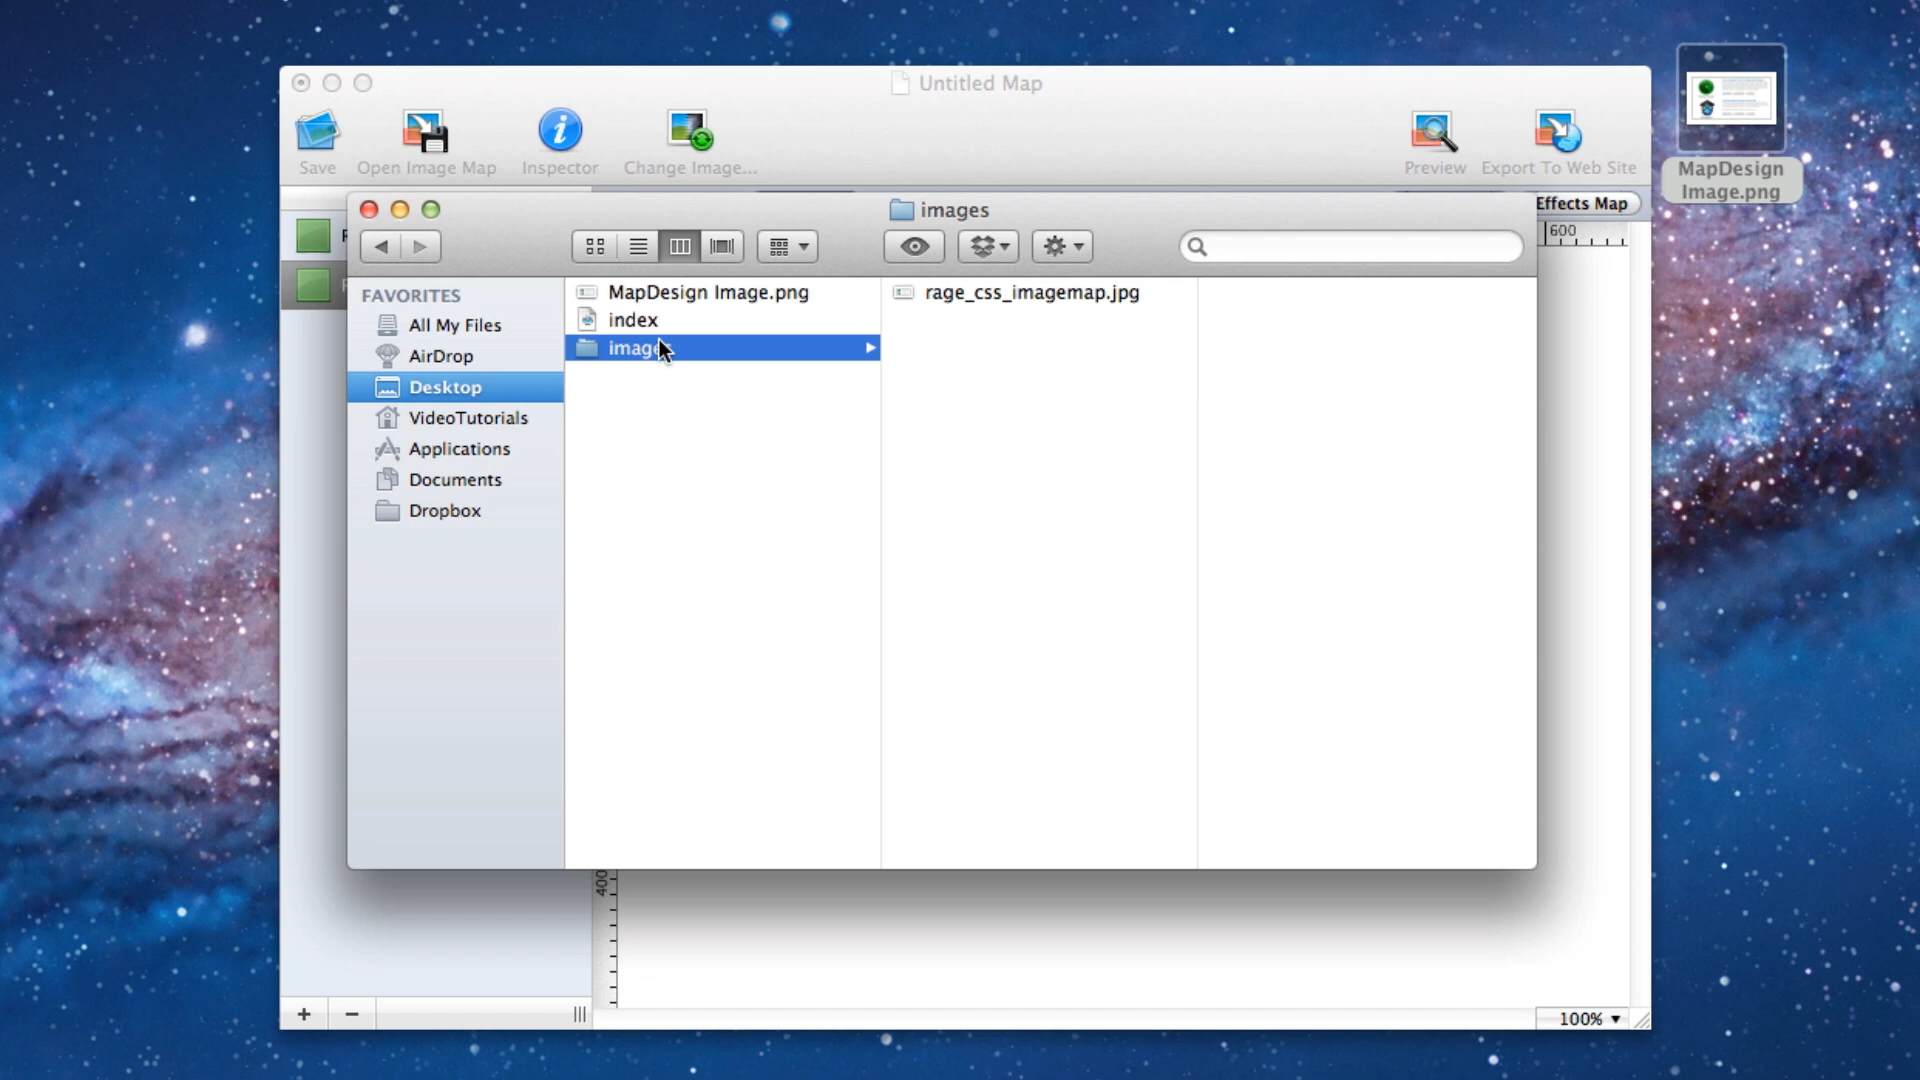 Untitled Map
Save
Open Image Map
Inspector
Change Image...
Preview
Export To Web Site
MapDesign
Image.png
images
Effects Map
600
FAVORITES
All My Files
AirDrop
Desktop
VideoTutorials
Applications
Documents
Dropbox
MapDesign Image.png
index
image
rage_css_imagemap.jpg
400
100%